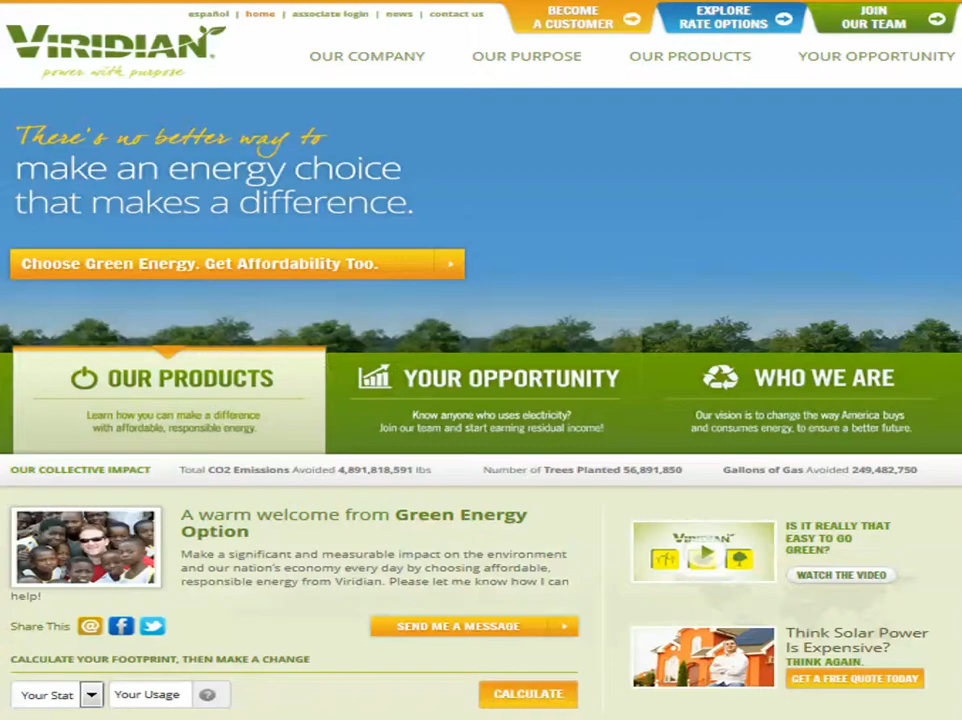 español | home | associate login | news | contact us
BECOME
A CUSTOMER
EXPLORE
RATE OPTIONS
JOIN
OUR TEAM
VIRIDIAN
power with purpose
OUR COMPANY OUR PURPOSE OUR PRODUCTS YOUR OPPORTUNITY
There's no better way to
make an energy choice
that makes a difference.
Choose Green Energy. Get Affordability Too.
OUR PRODUCTS
Learn how you can make a difference
with affordable, responsible energy.
YOUR OPPORTUNITY
Know anyone who uses electricity?
Join our team and start earning residual income!
WHO WE ARE
Our vision is to change the way America buys
and consumes energy, to ensure a better future.
OUR COLLECTIVE IMPACT Total CO2 Emissions Avoided 4,891,818,591 lbs Number of Trees Planted 56,891,850 Gallons of Gas Avoided 249,482,750
A warm welcome from Green Energy
Option
Make a significant and measurable impact on the environment
and our nation's economy every day by choosing affordable,
responsible energy from Viridian. Please let me know how I can
help!
Share This
SEND ME A MESSAGE
CALCULATE YOUR FOOTPRINT, THEN MAKE A CHANGE
Your Stat Your Usage ? CALCULATE
VIRIDIAN
IS IT REALLY THAT
EASY TO GO
GREEN?
WATCH THE VIDEO
Think Solar Power
Is Expensive?
THINK AGAIN.
GET A FREE QUOTE TODAY